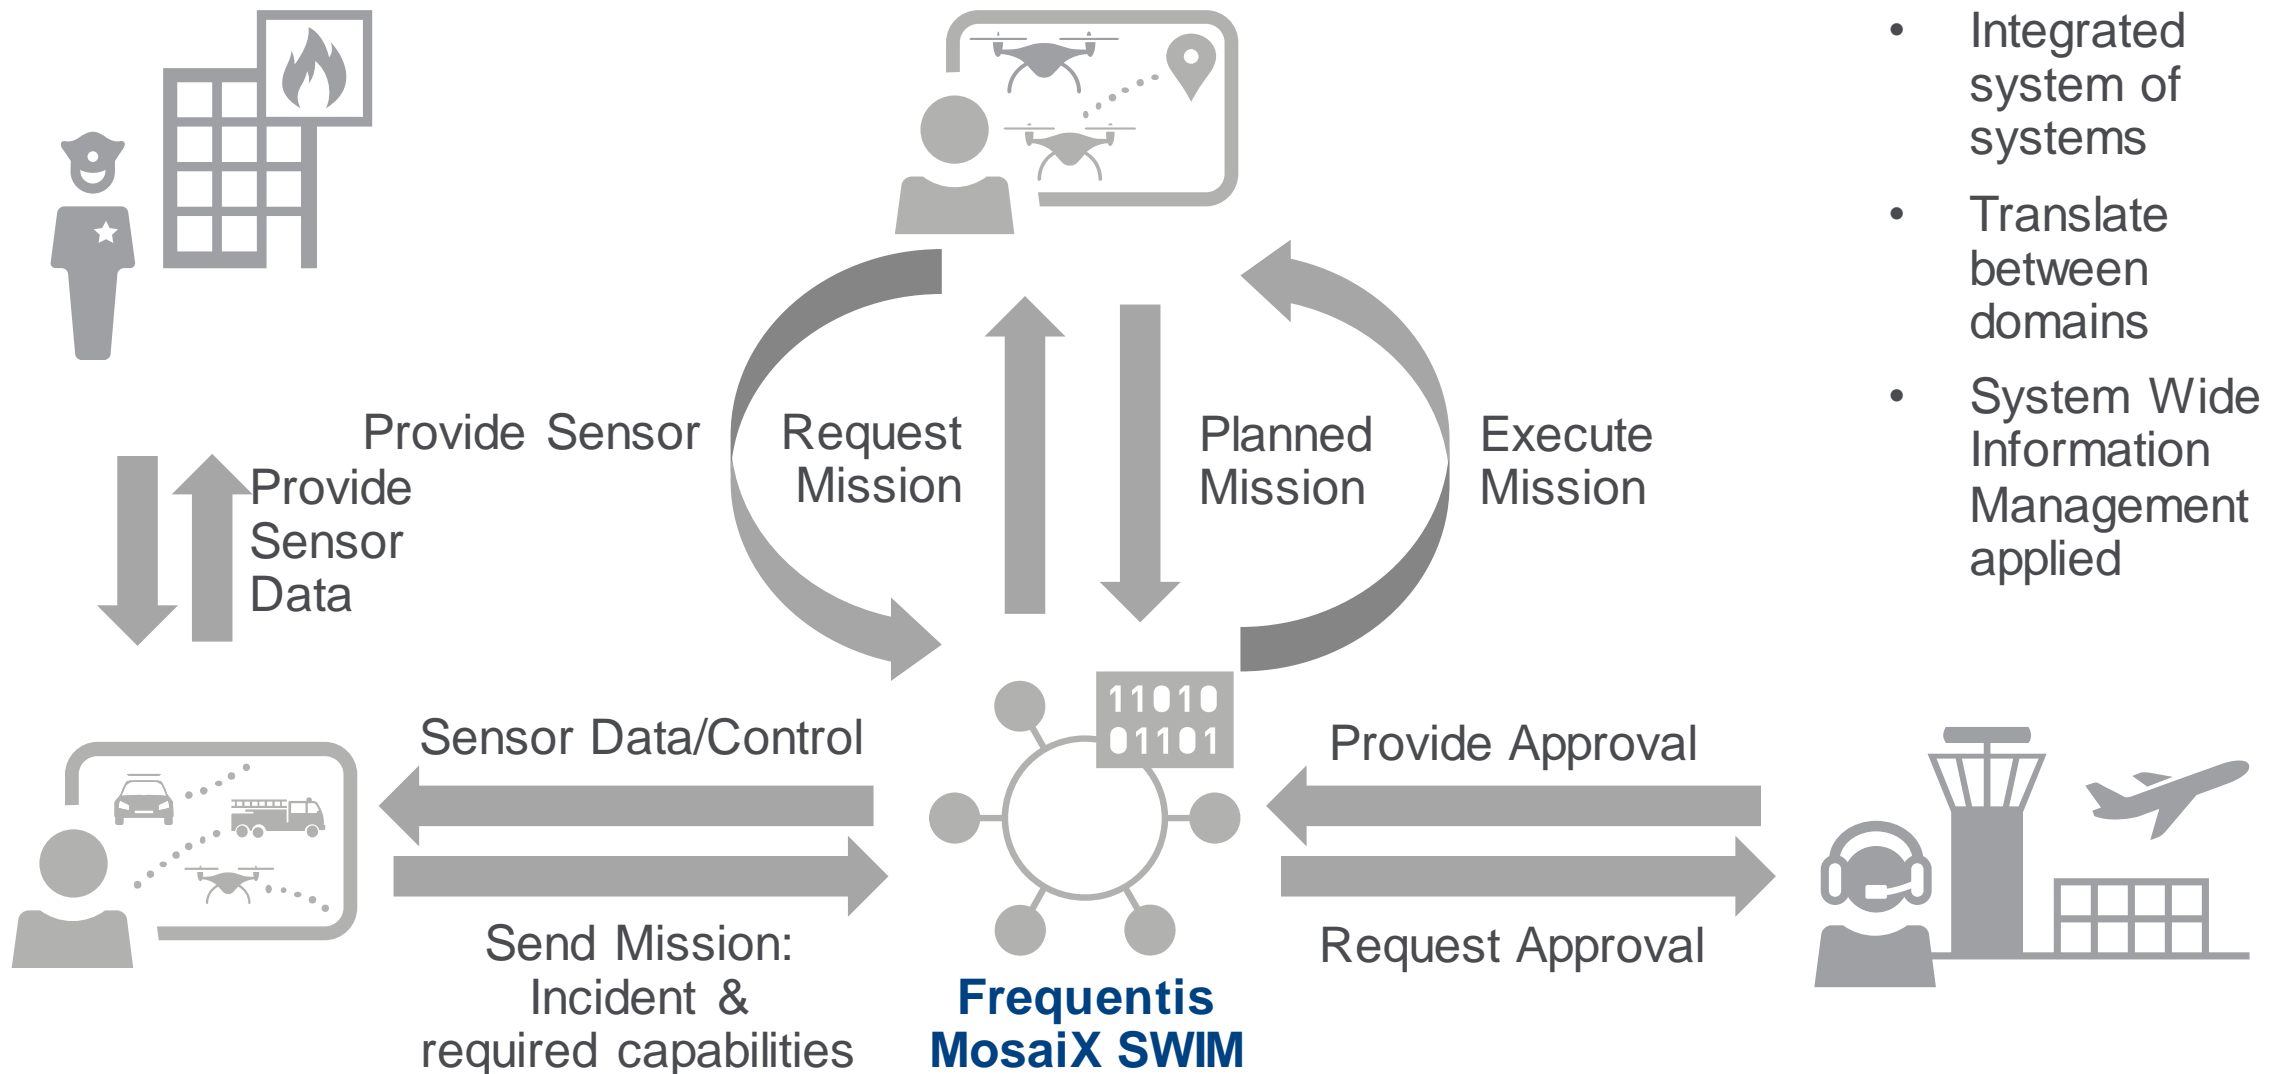 • Integrated
system of
systems
• Translate
between
domains
• System Wide
Information
Management
applied
Provide Sensor
Request
Mission
Planned
Mission
Execute
Mission
Provide
Sensor
Data
11010
01101
Sensor Data/Control
Provide Approval
Send Mission:
Incident &
required capabilities
Request Approval
Frequentis
MosaiX SWIM